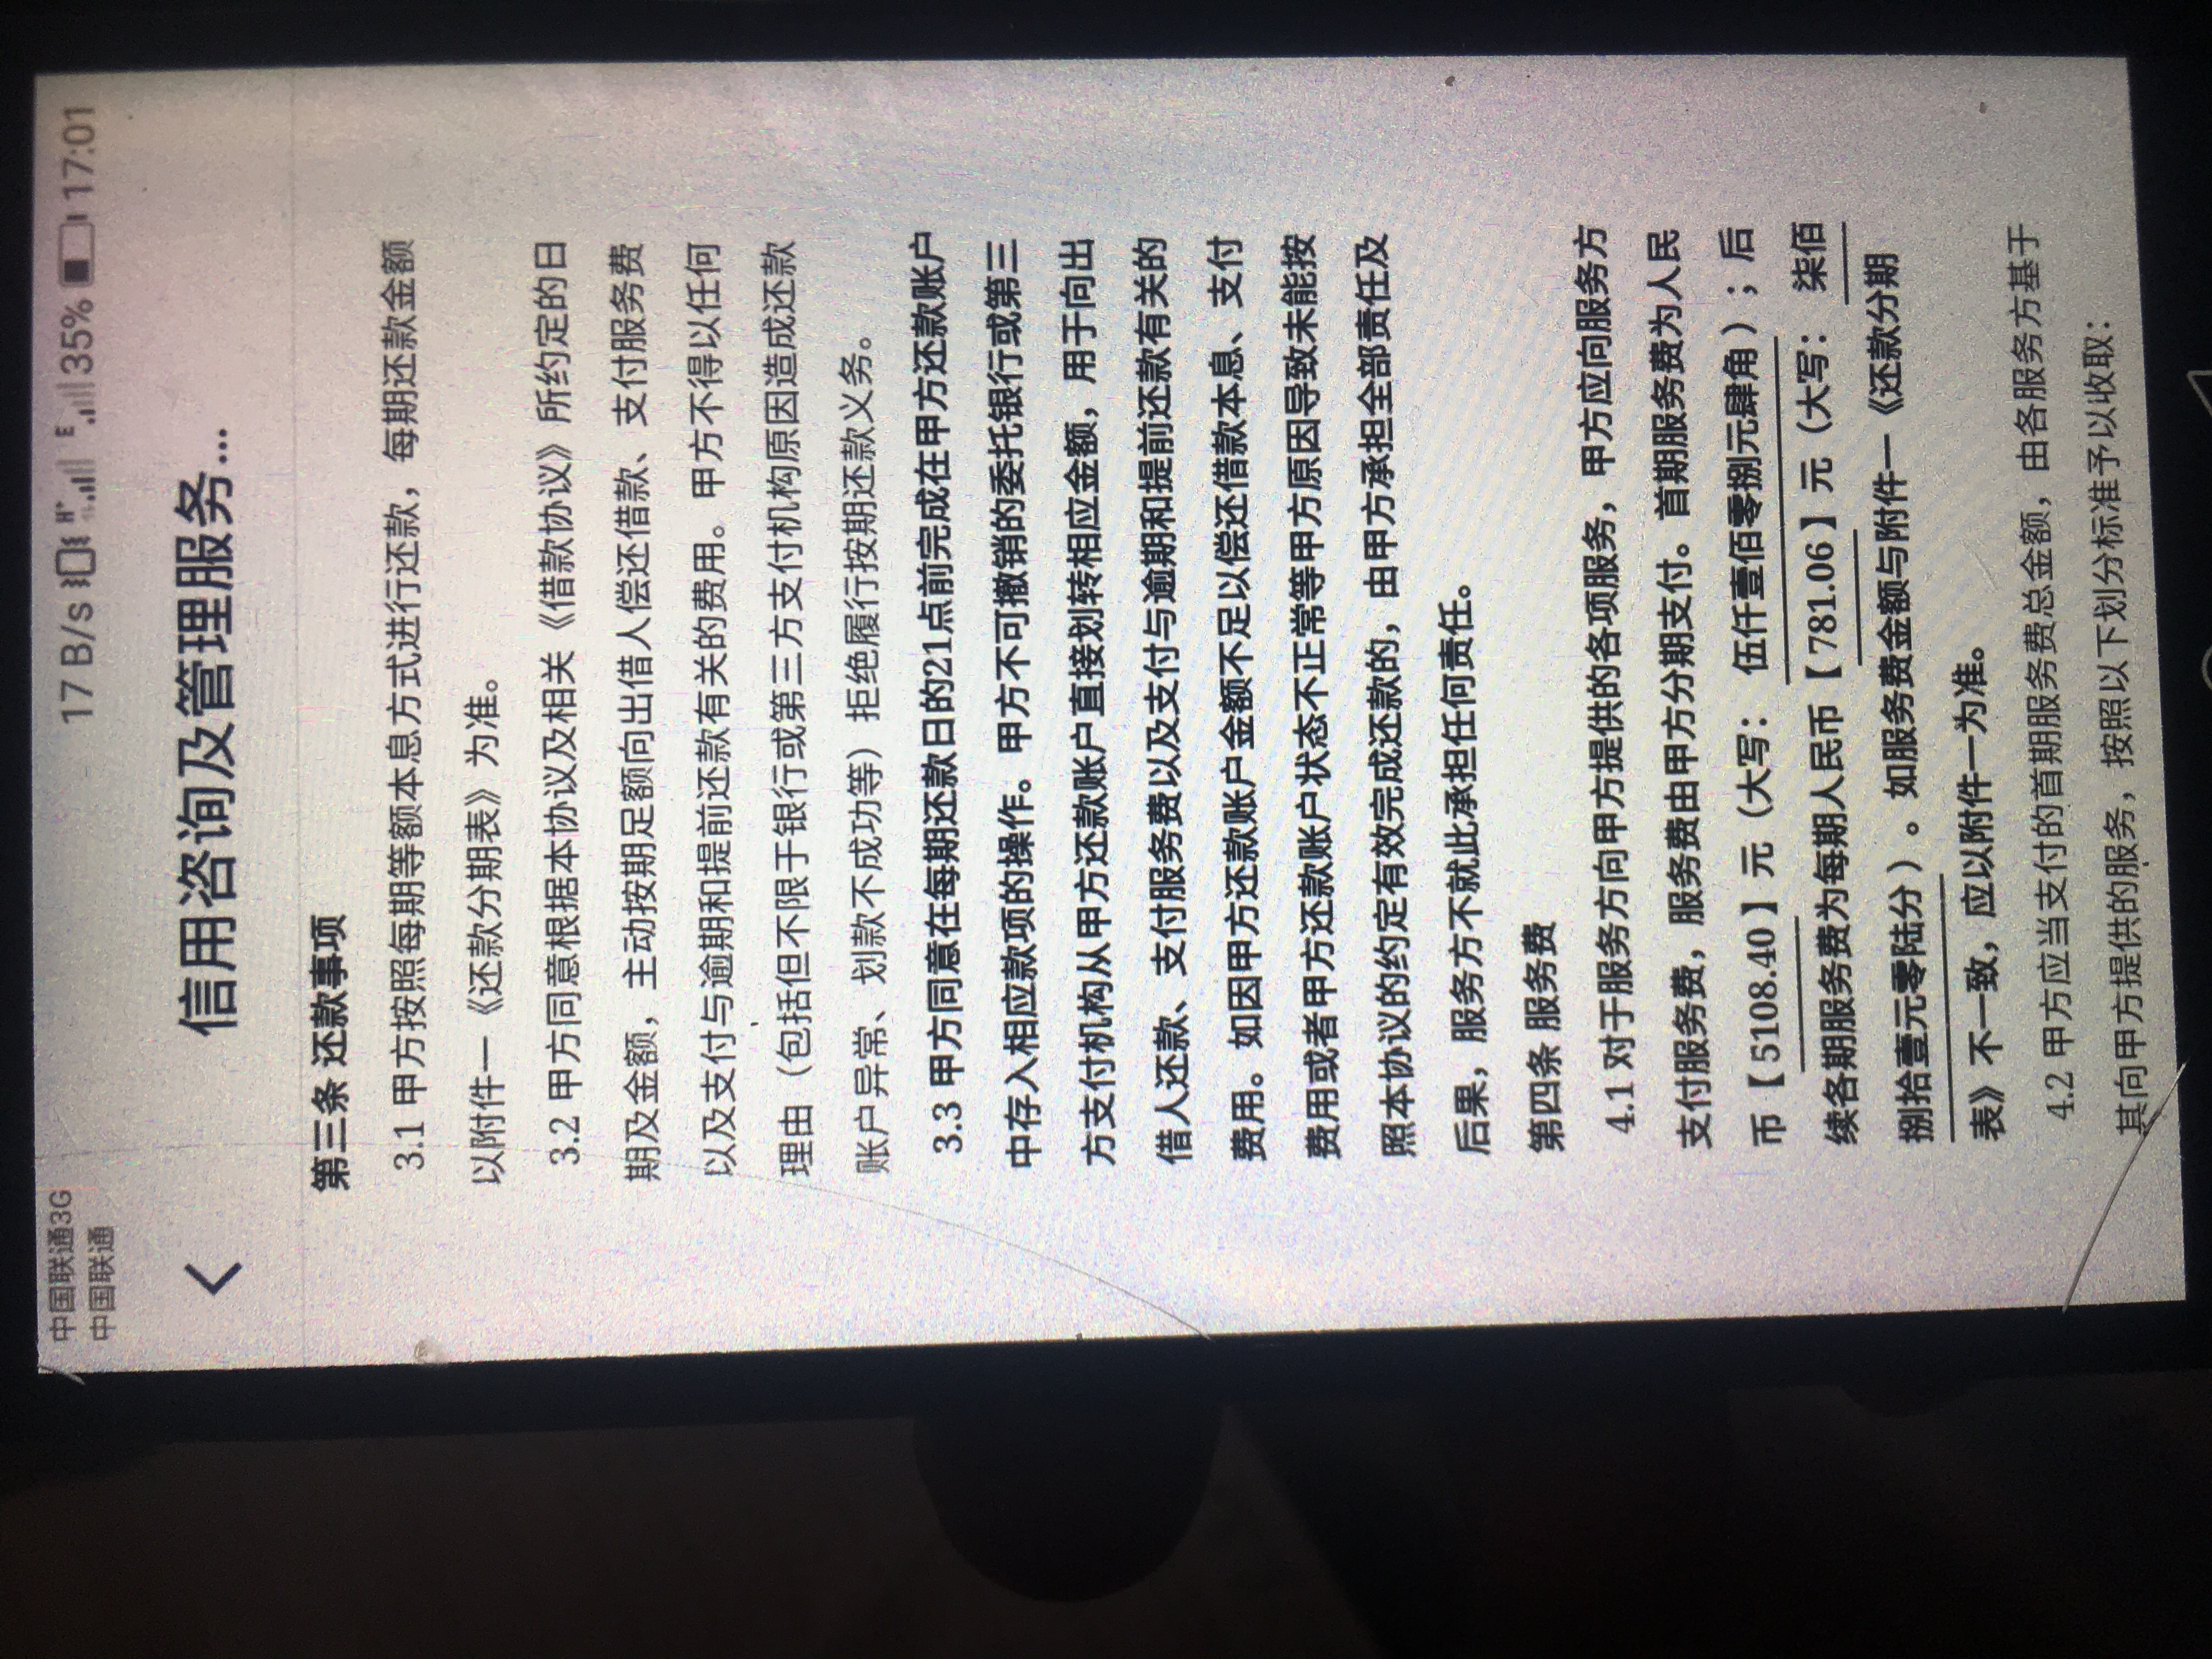 中国联通3G
中国联通
17 B/s H+ E 35% 17:01
信用咨询及管理服务...
第三条 还款事项
3.1 甲方按照每期等额本息方式进行还款，每期还款金额
以附件一《还款分期表》为准。
3.2 甲方同意根据本协议及相关《借款协议》所约定的日
期及金额，主动按期足额向出借人偿还借款、支付服务费
以及支付与逾期和提前还款有关的费用。甲方不得以任何
理由（包括但不限于银行或第三方支付机构原因造成还款
账户异常、划款不成功等）拒绝履行按期还款义务。
3.3 甲方同意在每期还款日的21点前完成在甲方还款账户
中存入相应款项的操作。甲方不可撤销的委托银行或第三
方支付机构从甲方还款账户直接划转相应金额，用于向出
借人还款、支付服务费以及支付与逾期和提前还款有关的
费用。如因甲方还款账户金额不足以偿还借款本息、支付
费用或者甲方还款账户状态不正常等甲方原因导致未能按
照本协议的约定有效完成还款的，由甲方承担全部责任及
后果，服务方不就此承担任何责任。
第四条 服务费
4.1 对于服务方向甲方提供的各项服务，甲方应向服务方
支付服务费，服务费由甲方分期支付。首期服务费为人民
币【 5108.40 】元（大写： 伍仟壹佰零捌元肆角 ）；后
续各期服务费为每期人民币【 781.06 】元（大写： 柒佰
捌拾壹元零陆分 ）。如服务费金额与附件一《还款分期
表》不一致，应以附件一为准。
4.2 甲方应当支付的首期服务费总金额，由各服务方基于
其向甲方提供的服务，按照以下划分标准予以收取：